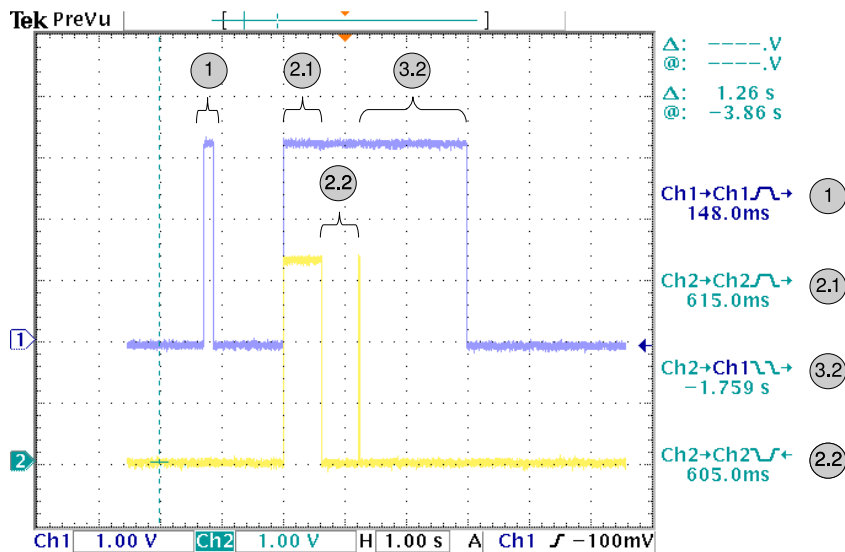 Tek PreVu
[ ]
1 2.1 3.2
2.2
Δ: ----.V
@: ----.V
Δ: 1.26 s
@: -3.86 s
Ch1→Ch1 → 1
148.0ms
Ch2→Ch2 → 2.1
615.0ms
Ch2→Ch1 → 3.2
-1.759 s
Ch2→Ch2 ← 2.2
605.0ms
1
2
Ch1 1.00 V Ch2 1.00 V H 1.00 s A Ch1 -100mV